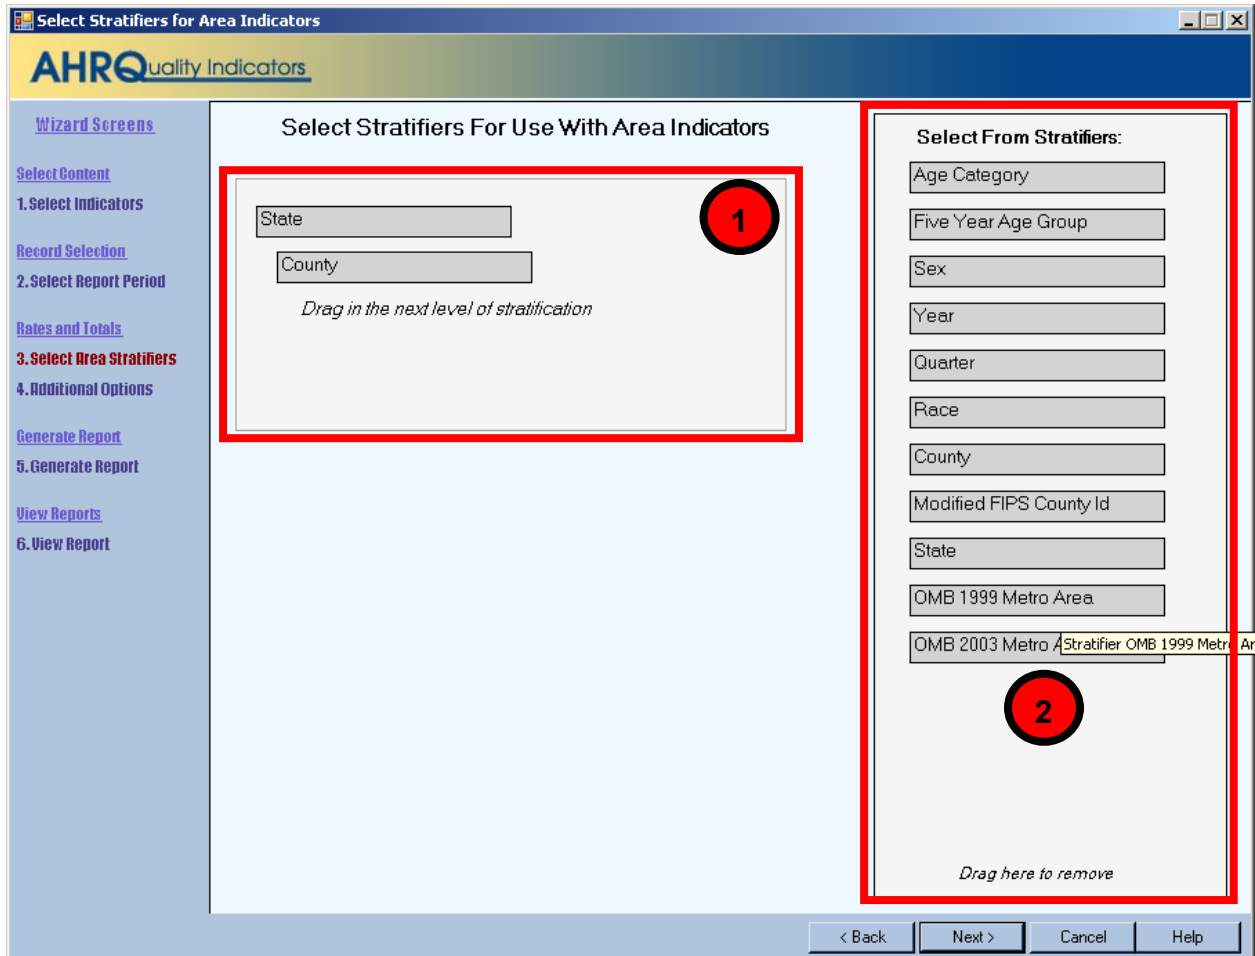 Select Stratifiers for Area Indicators
AHRQuality Indicators
Wizard Screens
Select Content
1.Select Indicators
Record Selection
2.Select Report Period
Rates and Totals
3.Select Area Stratifiers
4.Additional Options
Generate Report
5.Generate Report
View Reports
6.View Report
Select Stratifiers For Use With Area Indicators
1
State
County
Drag in the next level of stratification
Select From Stratifiers:
Age Category
Five Year Age Group
Sex
Year
Quarter
Race
County
Modified FIPS County Id
State
OMB 1999 Metro Area
OMB 2003 Metro A
Stratifier OMB 1999 Metro Ar
2
Drag here to remove
< Back
Next >
Cancel
Help